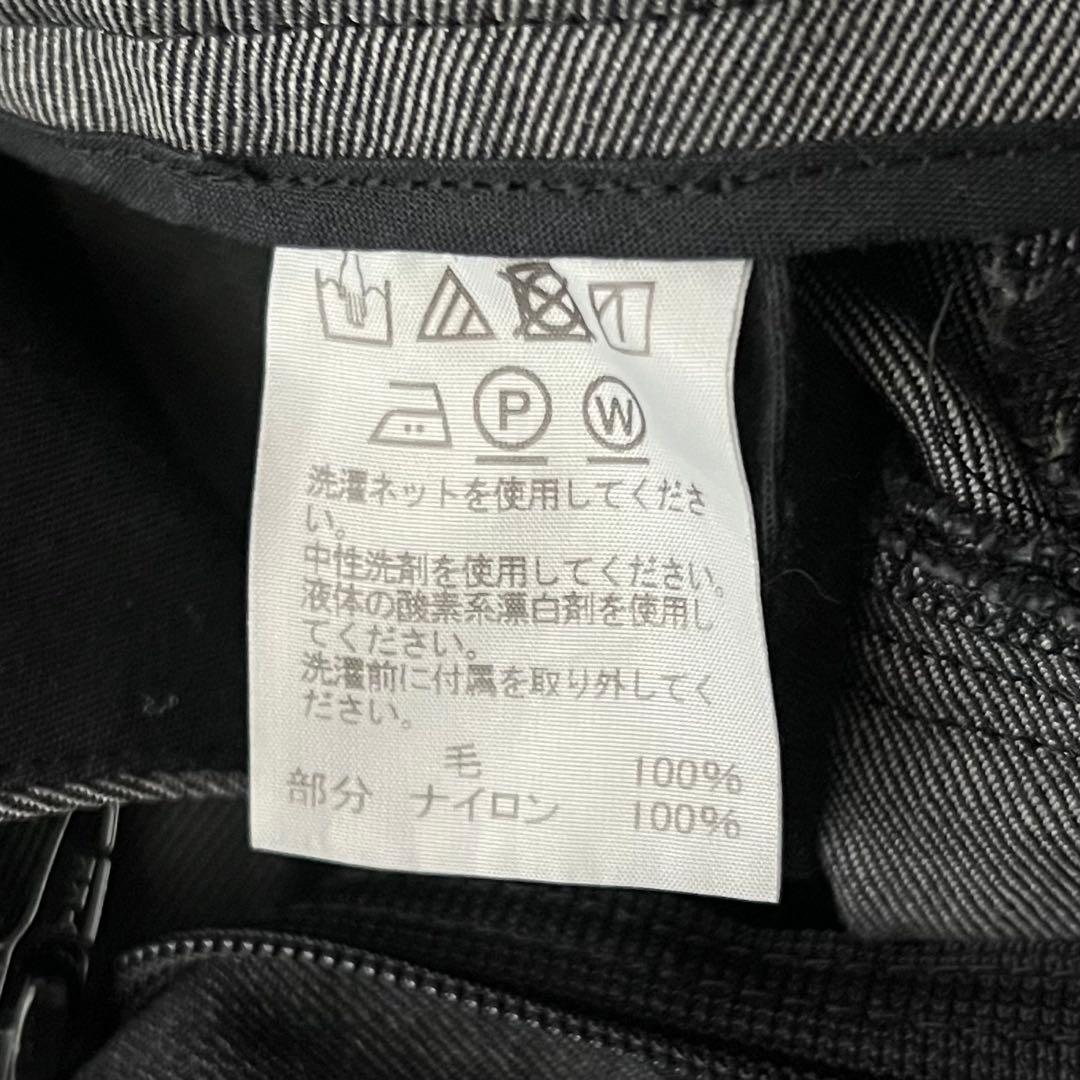 P W
洗濯ネットを使用してくださ
い。
中性洗剤を使用してください。
液体の酸素系漂白剤を使用し
てください。
洗濯前に付属を取り外してく
ださい。
毛 100%
部分 ナイロン 100%